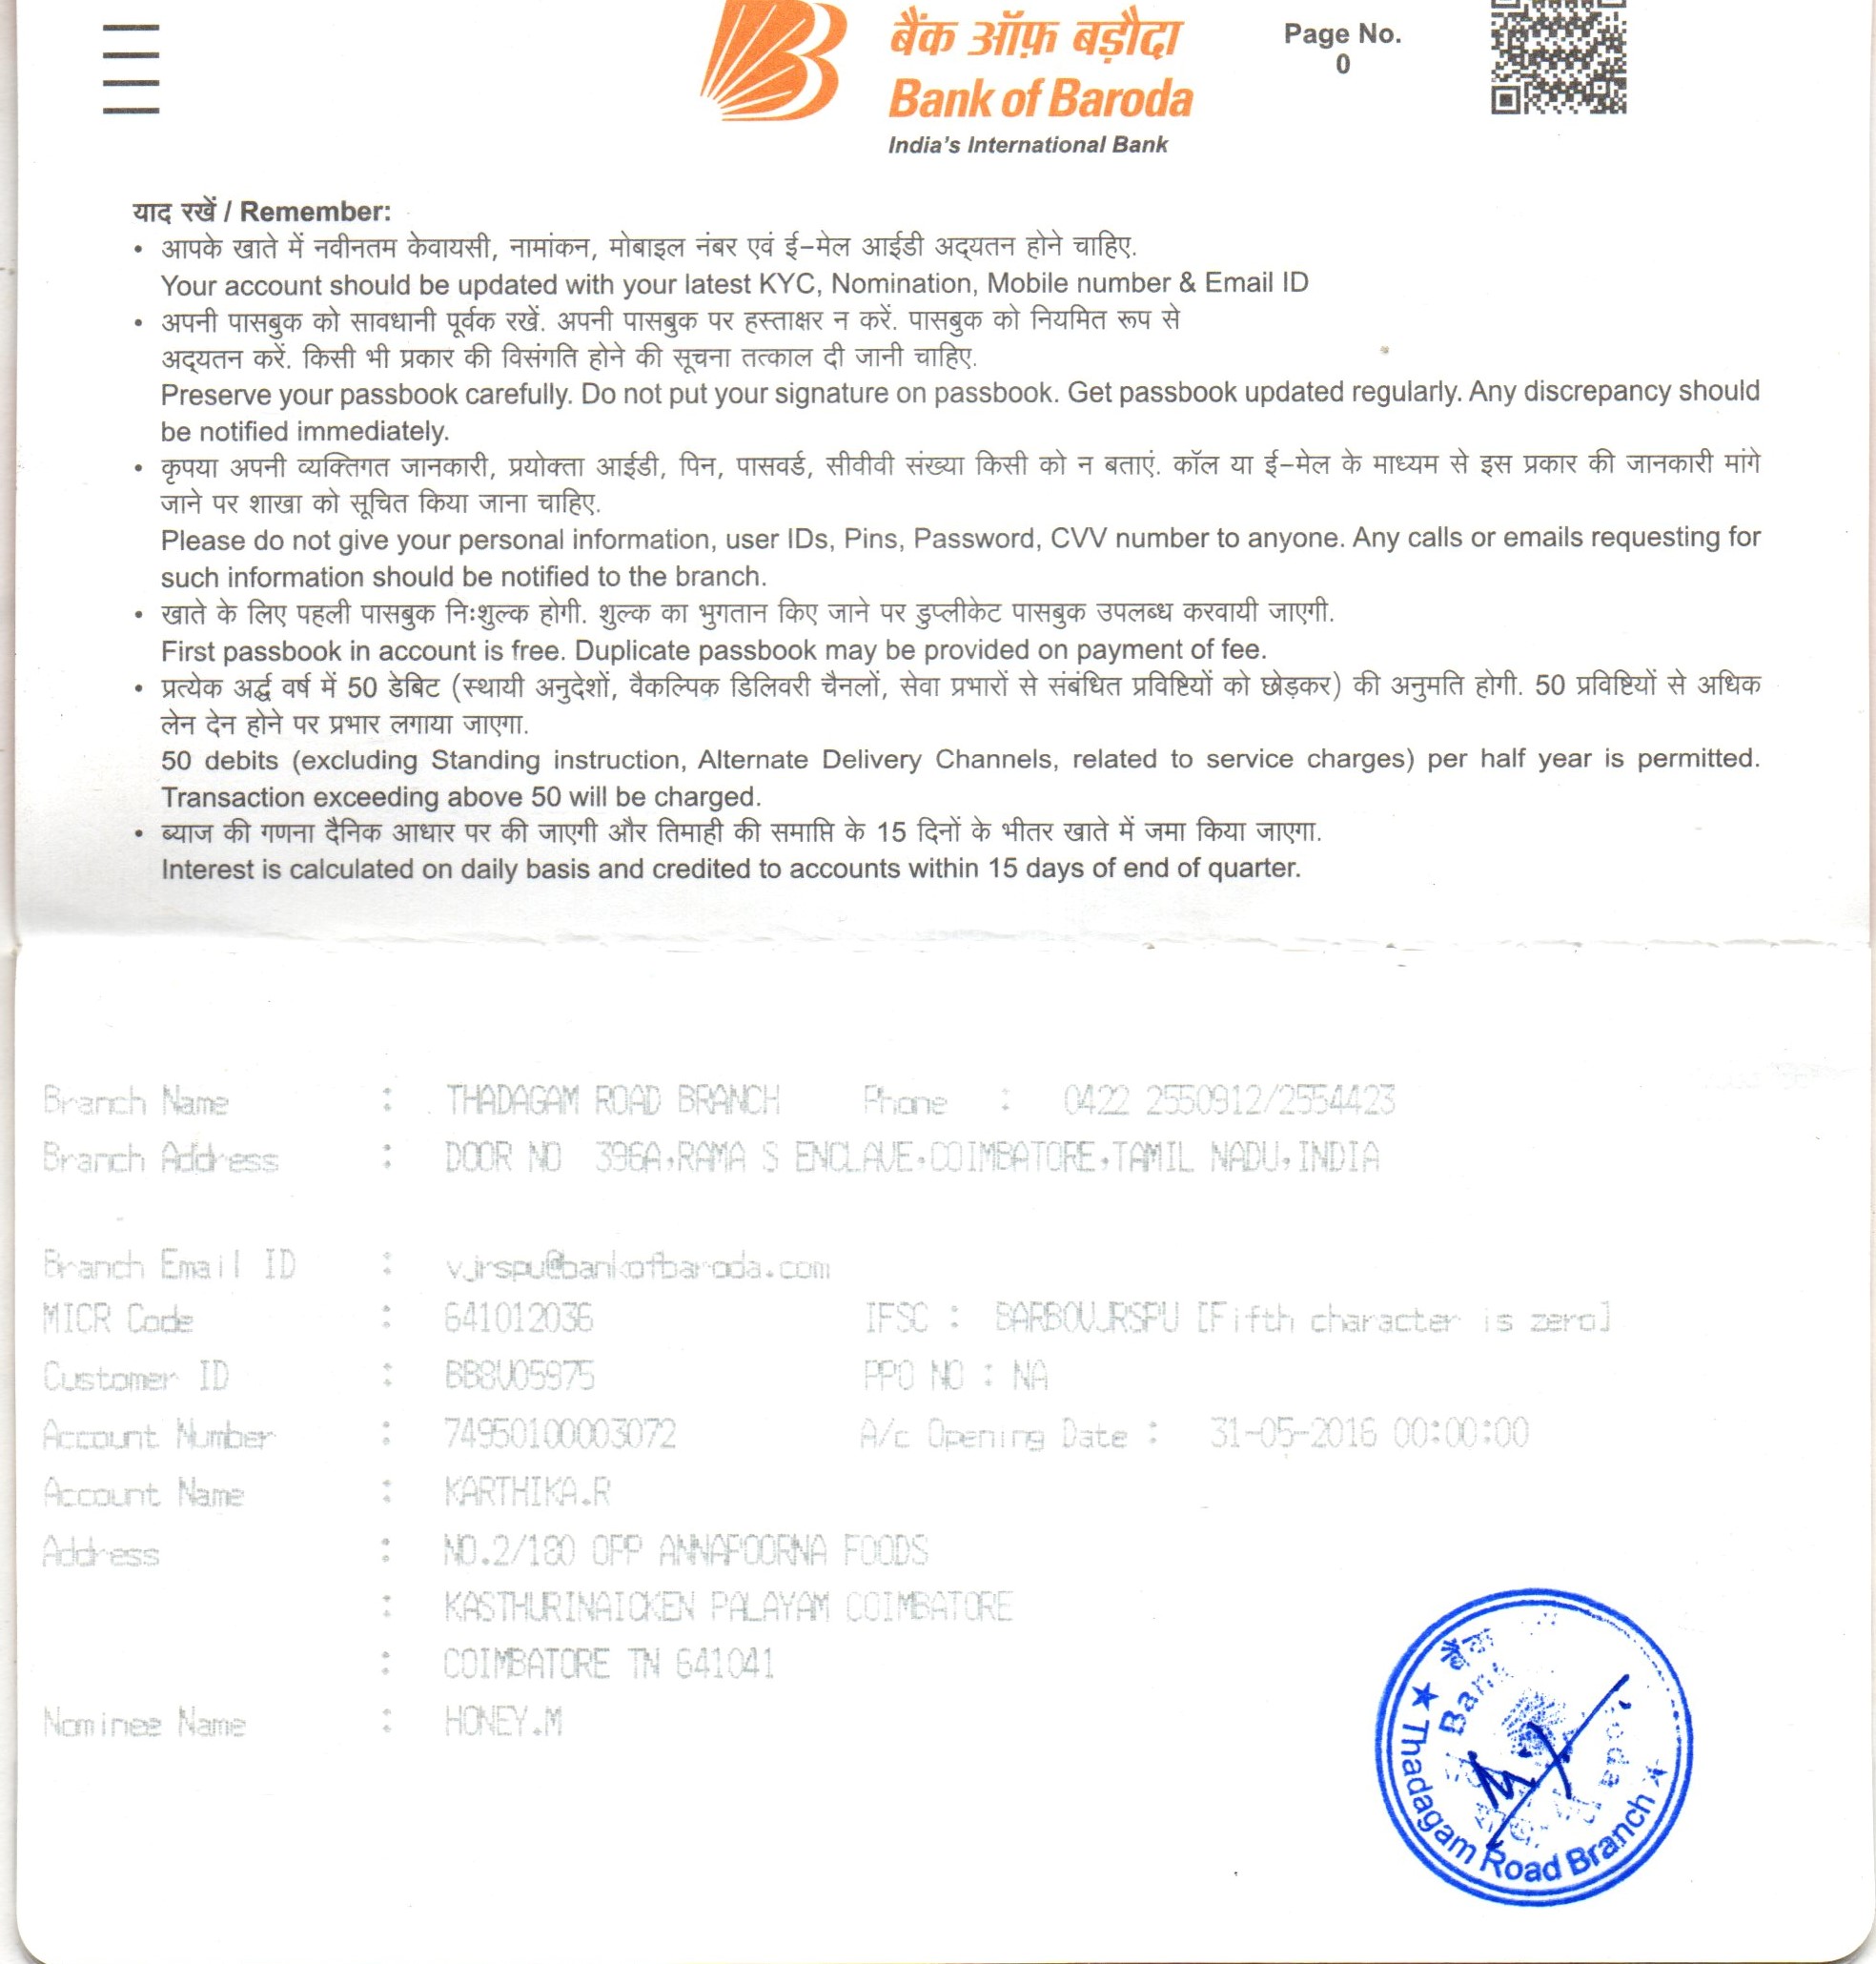 बैंक ऑफ़ बड़ौदा
Bank of Baroda
India's International Bank
Page No.
0
याद रखें / Remember:
• आपके खाते में नवीनतम केवायसी, नामांकन, मोबाइल नंबर एवं ई-मेल आईडी अद्यतन होने चाहिए.
Your account should be updated with your latest KYC, Nomination, Mobile number & Email ID
• अपनी पासबुक को सावधानी पूर्वक रखें. अपनी पासबुक पर हस्ताक्षर न करें. पासबुक को नियमित रूप से
अद्यतन करें. किसी भी प्रकार की विसंगति होने की सूचना तत्काल दी जानी चाहिए.
Preserve your passbook carefully. Do not put your signature on passbook. Get passbook updated regularly. Any discrepancy should
be notified immediately.
• कृपया अपनी व्यक्तिगत जानकारी, प्रयोक्ता आईडी, पिन, पासवर्ड, सीवीवी संख्या किसी को न बताएं. कॉल या ई-मेल के माध्यम से इस प्रकार की जानकारी मांगे
जाने पर शाखा को सूचित किया जाना चाहिए.
Please do not give your personal information, user IDs, Pins, Password, CVV number to anyone. Any calls or emails requesting for
such information should be notified to the branch.
• खाते के लिए पहली पासबुक निःशुल्क होगी. शुल्क का भुगतान किए जाने पर डुप्लीकेट पासबुक उपलब्ध करवायी जाएगी.
First passbook in account is free. Duplicate passbook may be provided on payment of fee.
• प्रत्येक अर्द्ध वर्ष में 50 डेबिट (स्थायी अनुदेशों, वैकल्पिक डिलिवरी चैनलों, सेवा प्रभारों से संबंधित प्रविष्टियों को छोड़कर) की अनुमति होगी. 50 प्रविष्टियों से अधिक
लेन देन होने पर प्रभार लगाया जाएगा.
50 debits (excluding Standing instruction, Alternate Delivery Channels, related to service charges) per half year is permitted.
Transaction exceeding above 50 will be charged.
• ब्याज की गणना दैनिक आधार पर की जाएगी और तिमाही की समाप्ति के 15 दिनों के भीतर खाते में जमा किया जाएगा.
Interest is calculated on daily basis and credited to accounts within 15 days of end of quarter.
Branch Name : THADAGAM ROAD BRANCH Phone : 0422 2550912/2554423
Branch Address : DOOR NO 396A,RAMA S ENCLAVE,COIMBATORE,TAMIL NADU,INDIA
Branch Email ID : vjrspu@bankofbaroda.com
MICR Code : 641012036 IFSC : BARB0VJRSPU [Fifth character is zero]
Customer ID : BB8V05975 PPO NO : NA
Account Number : 74950100003072 A/c Opening Date : 31-05-2016 00:00:00
Account Name : KARTHIKA.R
Address : NO.2/180 OPP ANNAPOORNA FOODS
: KASTHURINAICKEN PALAYAM COIMBATORE
: COIMBATORE TN 641041
Nominee Name : HONEY.M
बैंक
Bank
Thadagam Road Branch